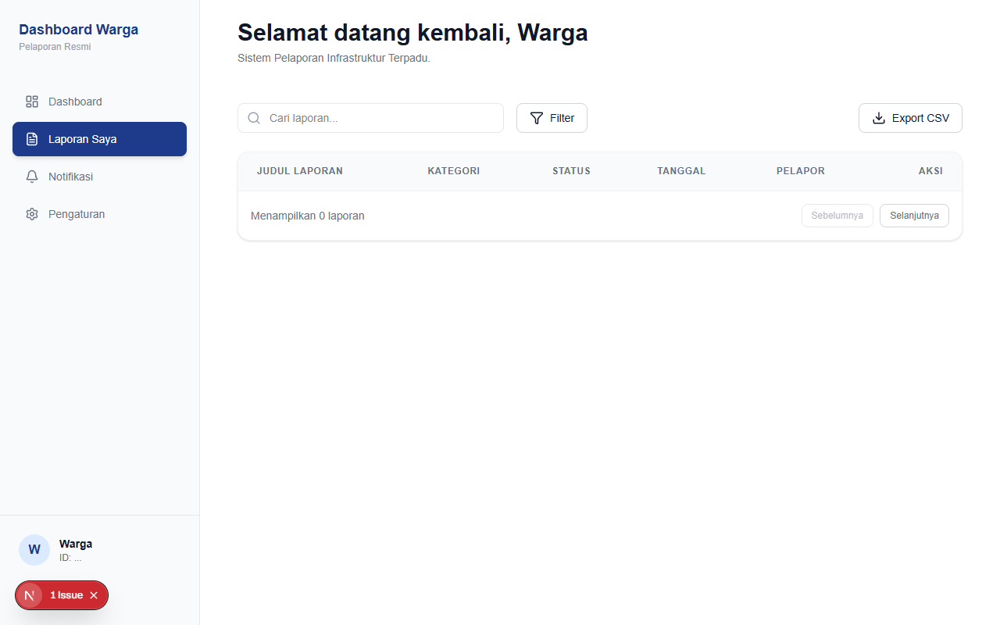 Dashboard Warga
Pelaporan Resmi
Dashboard
Laporan Saya
Notifikasi
Pengaturan
W
Warga
ID: ...
N
1 Issue
Selamat datang kembali, Warga
Sistem Pelaporan Infrastruktur Terpadu.
Cari laporan...
Filter
Export CSV
JUDUL LAPORAN KATEGORI STATUS TANGGAL PELAPOR AKSI
Menampilkan 0 laporan
Sebelumnya
Selanjutnya